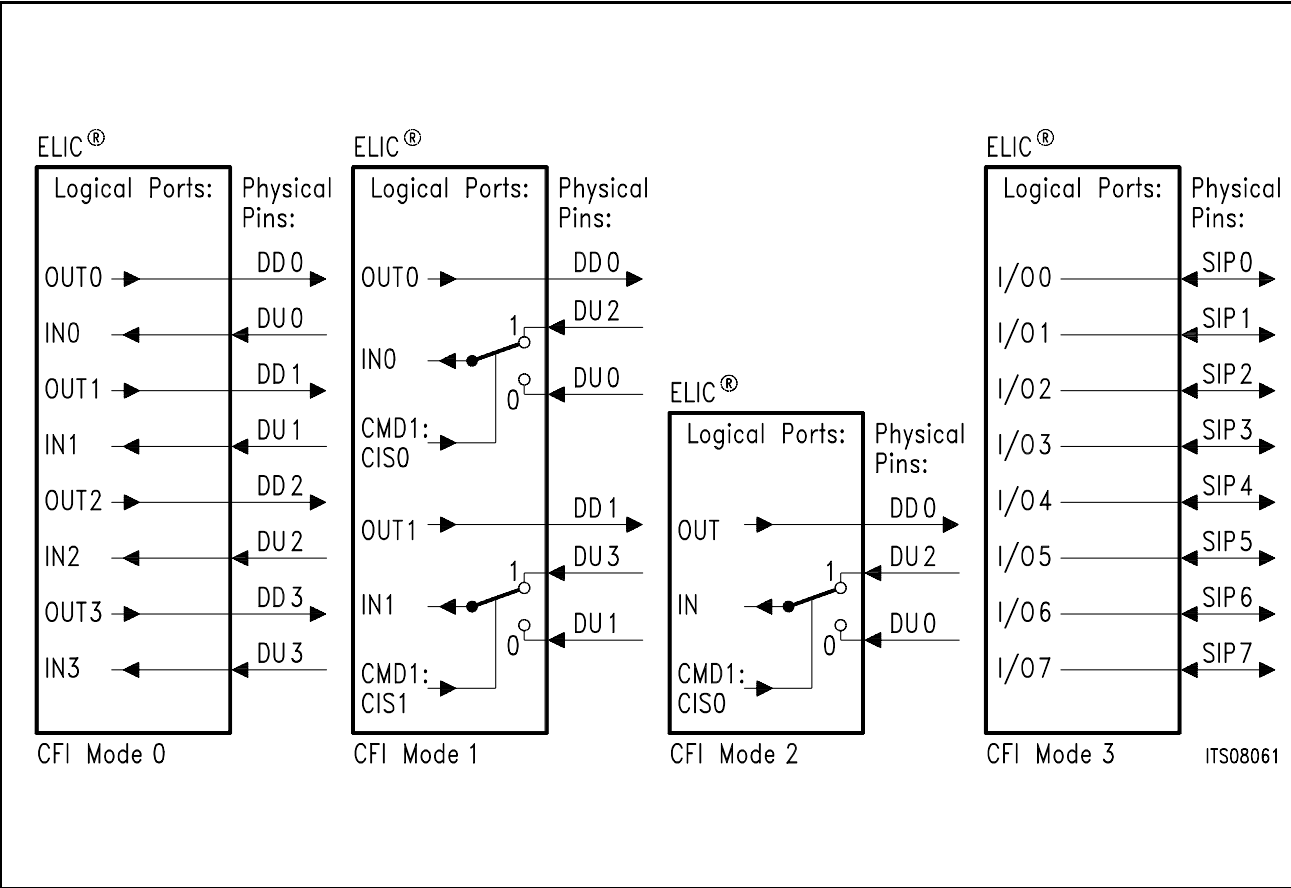 ELIC®
Logical Ports:
Physical
Pins:
OUT0
DD0
IN0
DU0
OUT1
DD1
IN1
DU1
OUT2
DD2
IN2
DU2
OUT3
DD3
IN3
DU3
CFI Mode 0
ELIC®
Logical Ports:
Physical
Pins:
OUT0
DD0
1
DU2
IN0
0
DU0
CMD1:
CIS0
OUT1
DD1
1
DU3
IN1
0
DU1
CMD1:
CIS1
CFI Mode 1
ELIC®
Logical Ports:
Physical
Pins:
OUT
DD0
1
DU2
IN
0
DU0
CMD1:
CIS0
CFI Mode 2
ELIC®
Logical Ports:
Physical
Pins:
I/O0
SIP0
I/O1
SIP1
I/O2
SIP2
I/O3
SIP3
I/O4
SIP4
I/O5
SIP5
I/O6
SIP6
I/O7
SIP7
CFI Mode 3
ITS08061